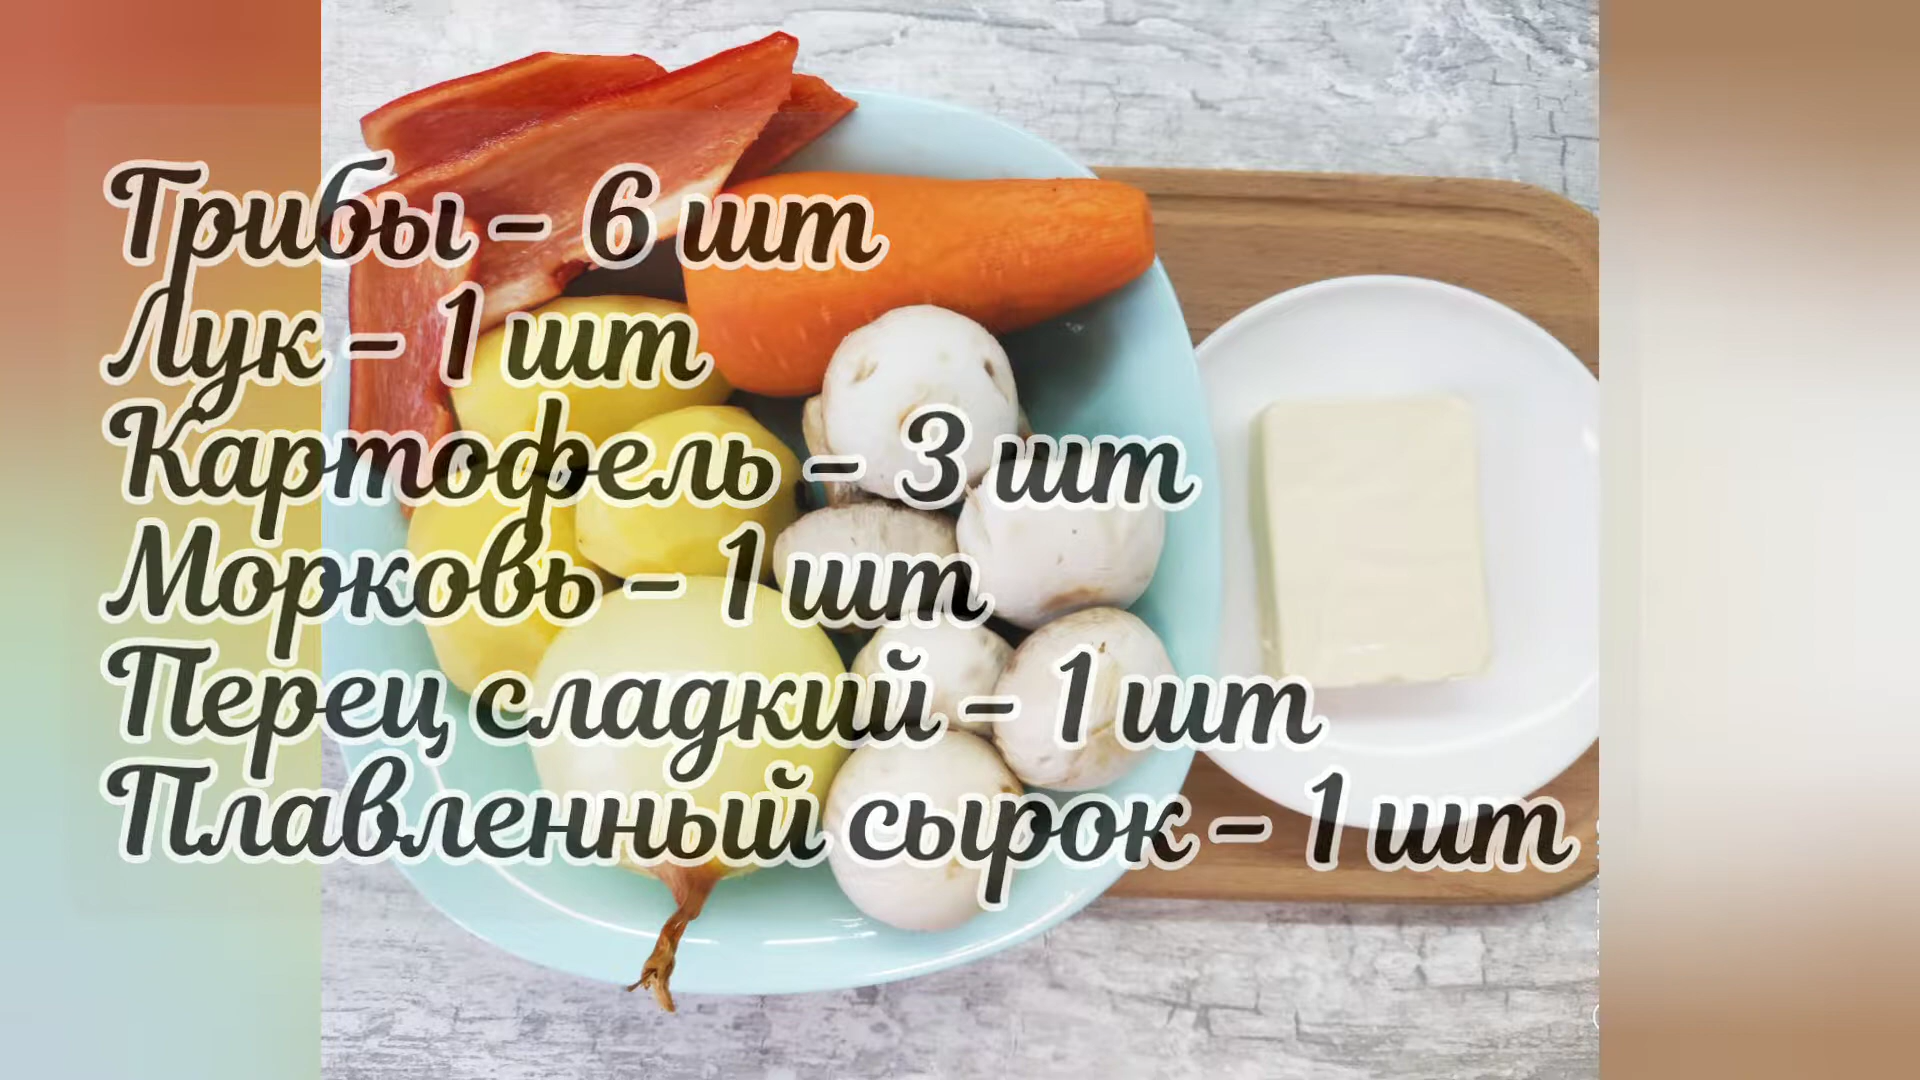 Грибы - 6 шт
Лук - 1 шт
Картофель - 3 шт
Морковь - 1 шт
Перец сладкий - 1 шт
Плавленный сырок - 1 шт